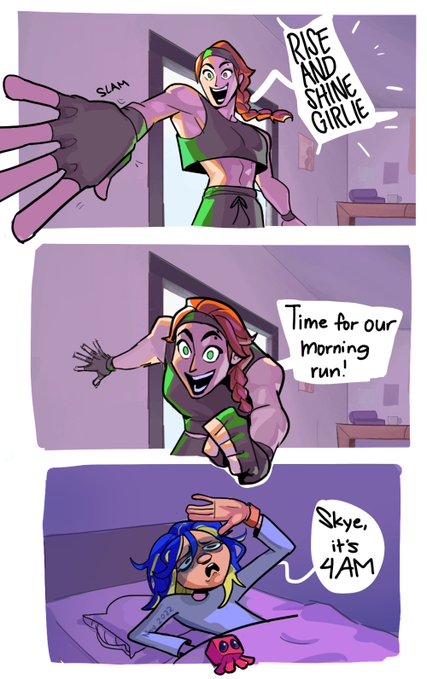 SLAM
RISE
AND
SHINE
GIRLIE
Time for our
morning
run!
Skye,
it's
4AM